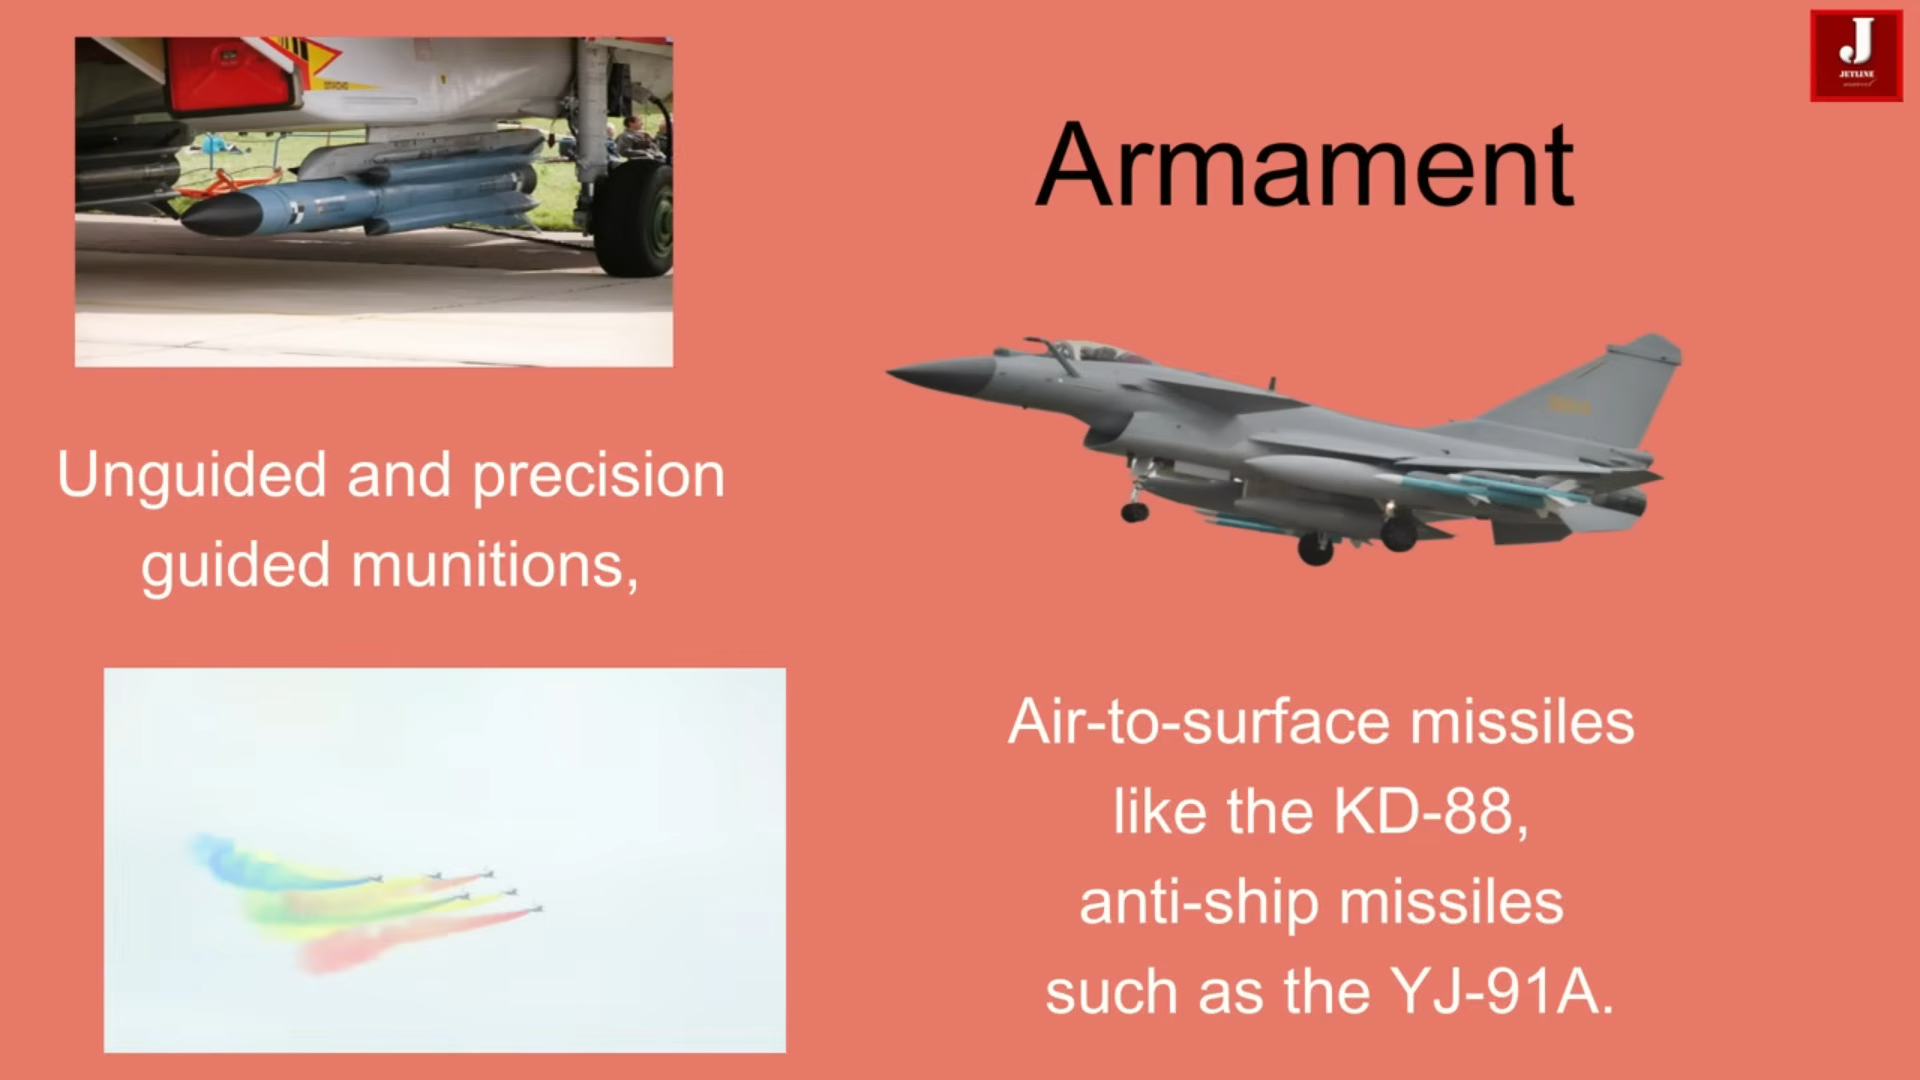 J
JETLINE
Armament
Unguided and precision
guided munitions,
Air-to-surface missiles
like the KD-88,
anti-ship missiles
such as the YJ-91A.